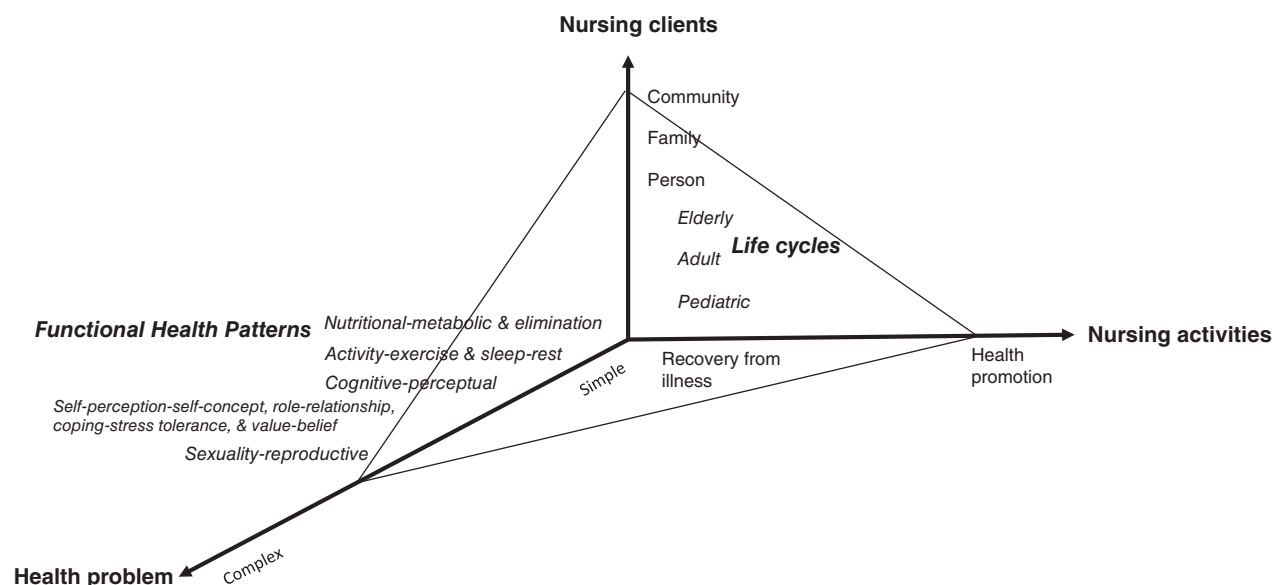 Nursing clients
Community
Family
Person
Elderly
Life cycles
Adult
Pediatric
Functional Health Patterns
Nutritional-metabolic & elimination
Activity-exercise & sleep-rest
Cognitive-perceptual
Self-perception-self-concept, role-relationship,
coping-stress tolerance, & value-belief
Sexuality-reproductive
Simple
Recovery from
illness
Health
promotion
Nursing activities
Health problem
Complex